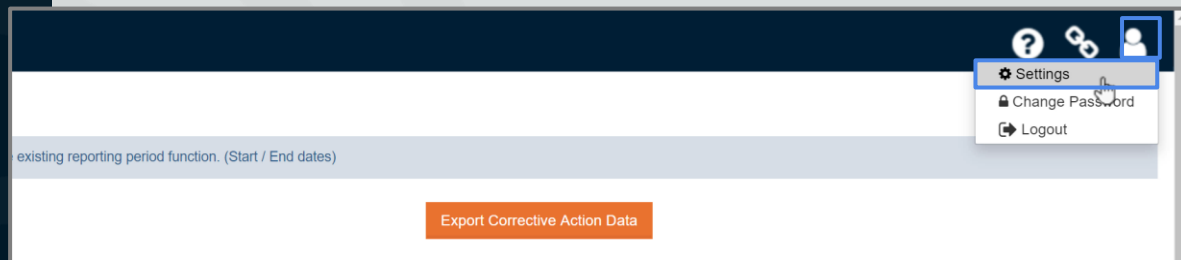 ?
Settings
Change Password
Logout
existing reporting period function. (Start / End dates)
Export Corrective Action Data